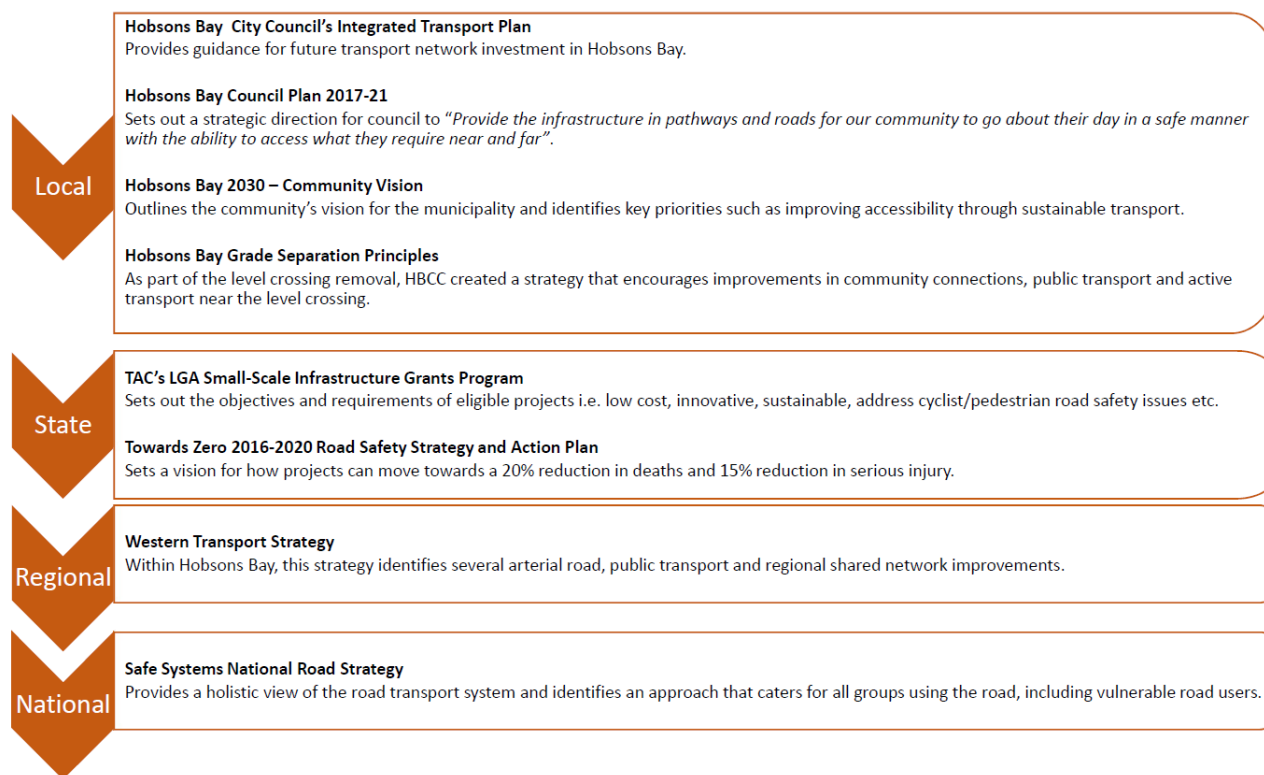 Local
Hobsons Bay  City Council’s Integrated Transport Plan
Provides guidance for future transport network investment in Hobsons Bay.
Hobsons Bay Council Plan 2017-21
Sets out a strategic direction for council to “Provide the infrastructure in pathways and roads for our community to go about their day in a safe manner
with the ability to access what they require near and far”.
Hobsons Bay 2030 – Community Vision
Outlines the community’s vision for the municipality and identifies key priorities such as improving accessibility through sustainable transport.
Hobsons Bay Grade Separation Principles
As part of the level crossing removal, HBCC created a strategy that encourages improvements in community connections, public transport and active
transport near the level crossing.
State
TAC’s LGA Small-Scale Infrastructure Grants Program
Sets out the objectives and requirements of eligible projects i.e. low cost, innovative, sustainable, address cyclist/pedestrian road safety issues etc.
Towards Zero 2016-2020 Road Safety Strategy and Action Plan
Sets a vision for how projects can move towards a 20% reduction in deaths and 15% reduction in serious injury.
Regional
Western Transport Strategy
Within Hobsons Bay, this strategy identifies several arterial road, public transport and regional shared network improvements.
National
Safe Systems National Road Strategy
Provides a holistic view of the road transport system and identifies an approach that caters for all groups using the road, including vulnerable road users.